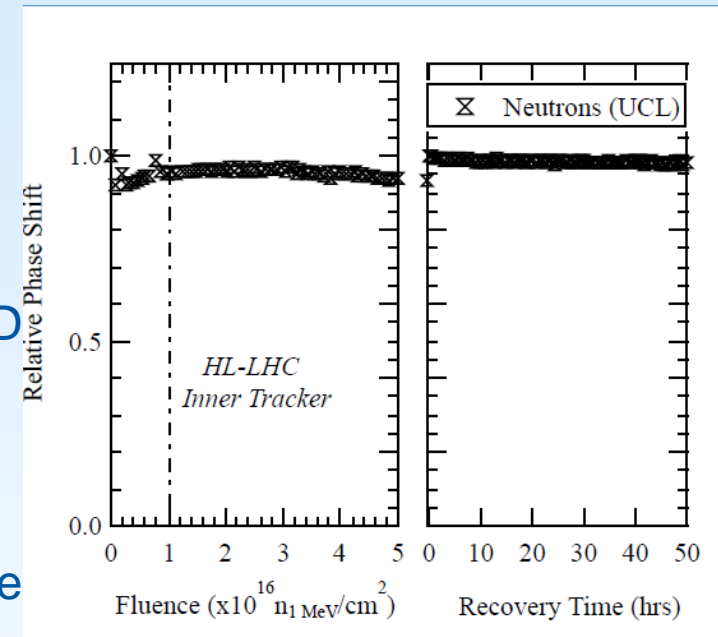 Neutrons (UCL)
1.0
0.5
0.0
Relative Phase Shift
HL-LHC
Inner Tracker
0 1 2 3 4 5 0 10 20 30 40 50
Fluence (x10^16 n_1 MeV/cm^2)
Recovery Time (hrs)
D
e